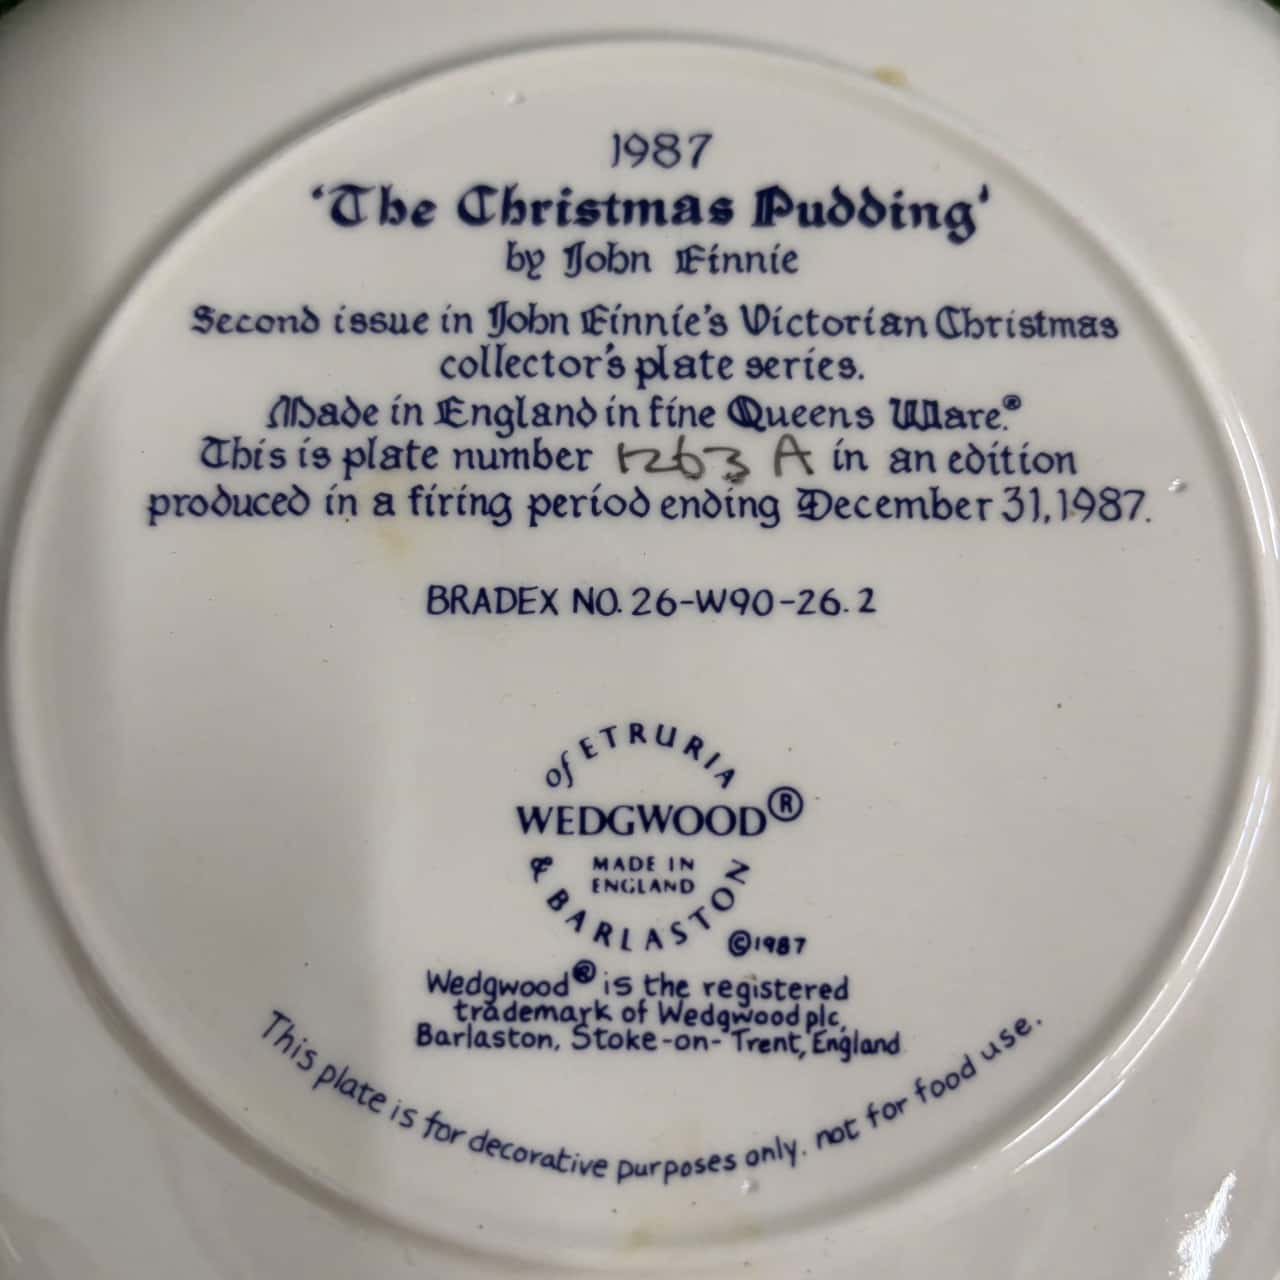 1987
'The Christmas Pudding'
by John Finnie
Second issue in John Finnie's Victorian Christmas
collector's plate series.
Made in England in fine Queens Ware.®
This is plate number 1263 A in an edition
produced in a firing period ending December 31, 1987.
BRADEX NO. 26-W90-26.2
of ETRURIA
WEDGWOOD®
MADE IN
ENGLAND
& BARLASTON
©1987
Wedgwood® is the registered
trademark of Wedgwood plc,
Barlaston, Stoke-on-Trent, England
This plate is for decorative purposes only. not for food use.